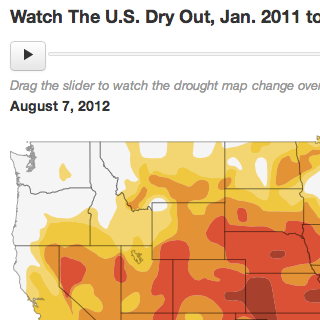 Watch The U.S. Dry Out, Jan. 2011 to
Drag the slider to watch the drought map change over
August 7, 2012